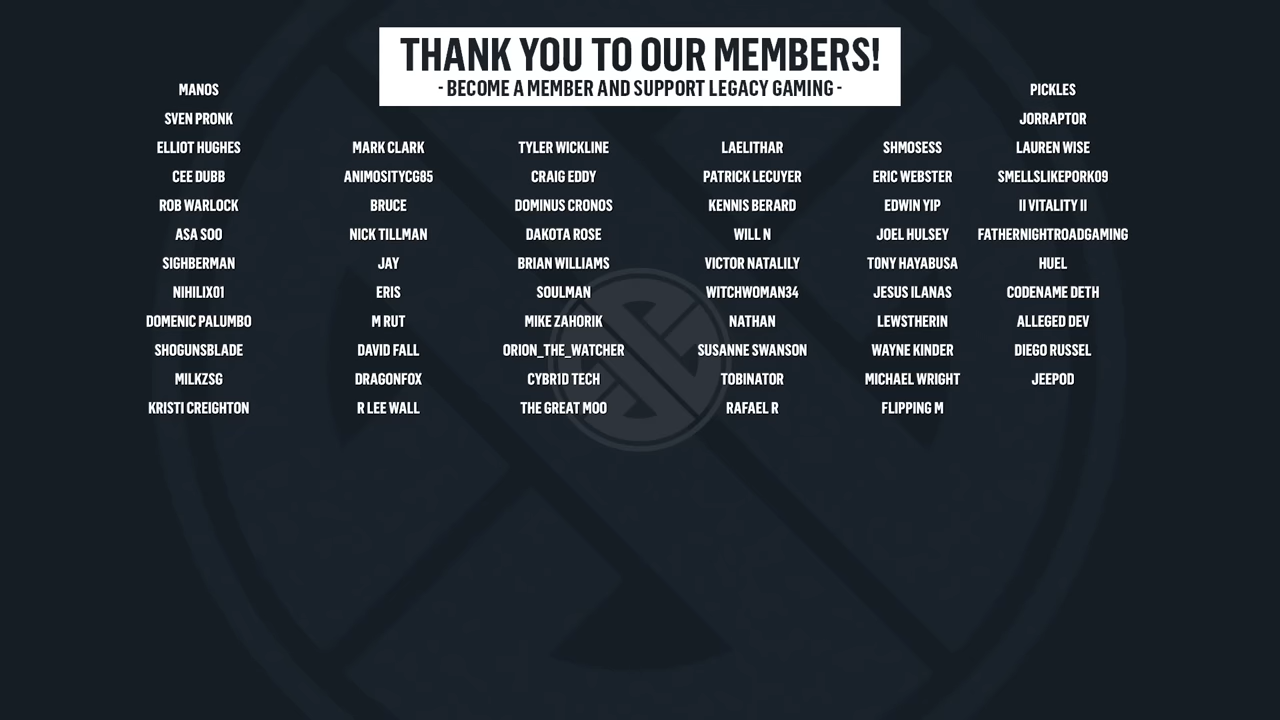 THANK YOU TO OUR MEMBERS!
- BECOME A MEMBER AND SUPPORT LEGACY GAMING -
MANOS
SVEN PRONK
ELLIOT HUGHES
CEE DUBB
ROB WARLOCK
ASA SOO
SIGHBERMAN
NIHILIX01
DOMENIC PALUMBO
SHOGUNSBLADE
MILKZSG
KRISTI CREIGHTON
MARK CLARK
ANIMOSITYCG85
BRUCE
NICK TILLMAN
JAY
ERIS
M RUT
DAVID FALL
DRAGONFOX
R LEE WALL
TYLER WICKLINE
CRAIG EDDY
DOMINUS CRONOS
DAKOTA ROSE
BRIAN WILLIAMS
SOULMAN
MIKE ZAHORIK
ORION_THE_WATCHER
CYBR1D TECH
THE GREAT MOO
LAELITHAR
PATRICK LECUYER
KENNIS BERARD
WILL N
VICTOR NATALILY
WITCHWOMAN34
NATHAN
SUSANNE SWANSON
TOBINATOR
RAFAEL R
SHMOSESS
ERIC WEBSTER
EDWIN YIP
JOEL HULSEY
TONY HAYABUSA
JESUS ILANAS
LEWSTHERIN
WAYNE KINDER
MICHAEL WRIGHT
FLIPPING M
PICKLES
JORRAPTOR
LAUREN WISE
SMELLSLIKEPORK09
II VITALITY II
FATHERNIGHTROADGAMING
HUEL
CODENAME DETH
ALLEGED DEV
DIEGO RUSSEL
JEEPOD